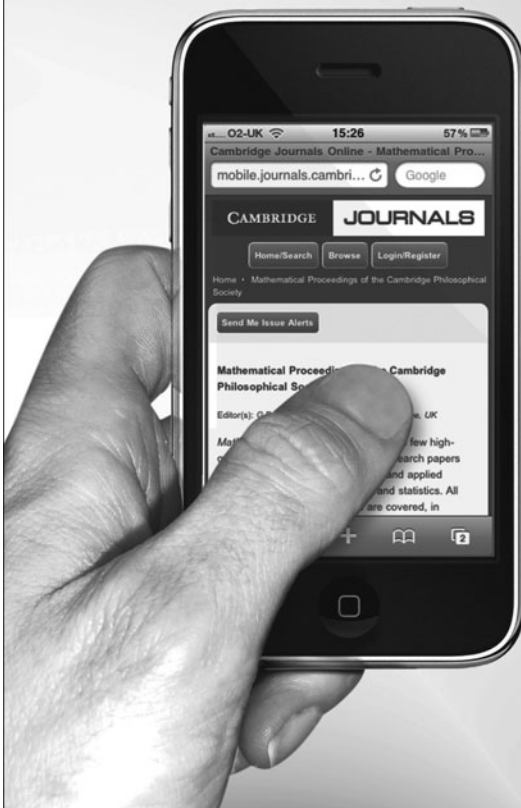 O2-UK 15:26 57%
Cambridge Journals Online - Mathematical Pro...
mobile.journals.cambri... Google
CAMBRIDGE JOURNALS
Home/Search Browse Login/Register
Home • Mathematical Proceedings of the Cambridge Philosophical
Society
Send Me Issue Alerts
Mathematical Cambridge
Philosophical
Editor(s): UK
few high-
earch papers
and applied
and statistics. All
are covered, in
2